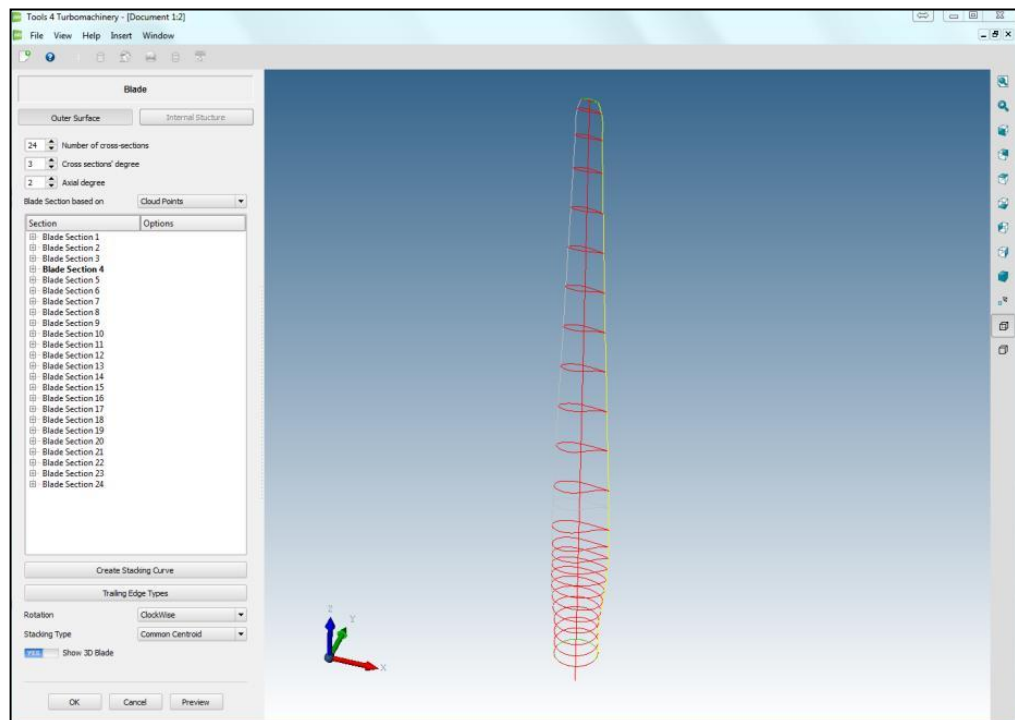 Tools 4 Turbomachinery - [Document 1:2]
File View Help Insert Window
Blade
Outer Surface Internal Stucture
24 Number of cross-sections
3 Cross sections' degree
2 Axial degree
Blade Section based on Cloud Points
Section Options
Blade Section 1
Blade Section 2
Blade Section 3
Blade Section 4
Blade Section 5
Blade Section 6
Blade Section 7
Blade Section 8
Blade Section 9
Blade Section 10
Blade Section 11
Blade Section 12
Blade Section 13
Blade Section 14
Blade Section 15
Blade Section 16
Blade Section 17
Blade Section 18
Blade Section 19
Blade Section 20
Blade Section 21
Blade Section 22
Blade Section 23
Blade Section 24
Create Stacking Curve
Trailing Edge Types
Rotation ClockWise
Stacking Type Common Centroid
YES Show 3D Blade
OK Cancel Preview
Z
Y
X